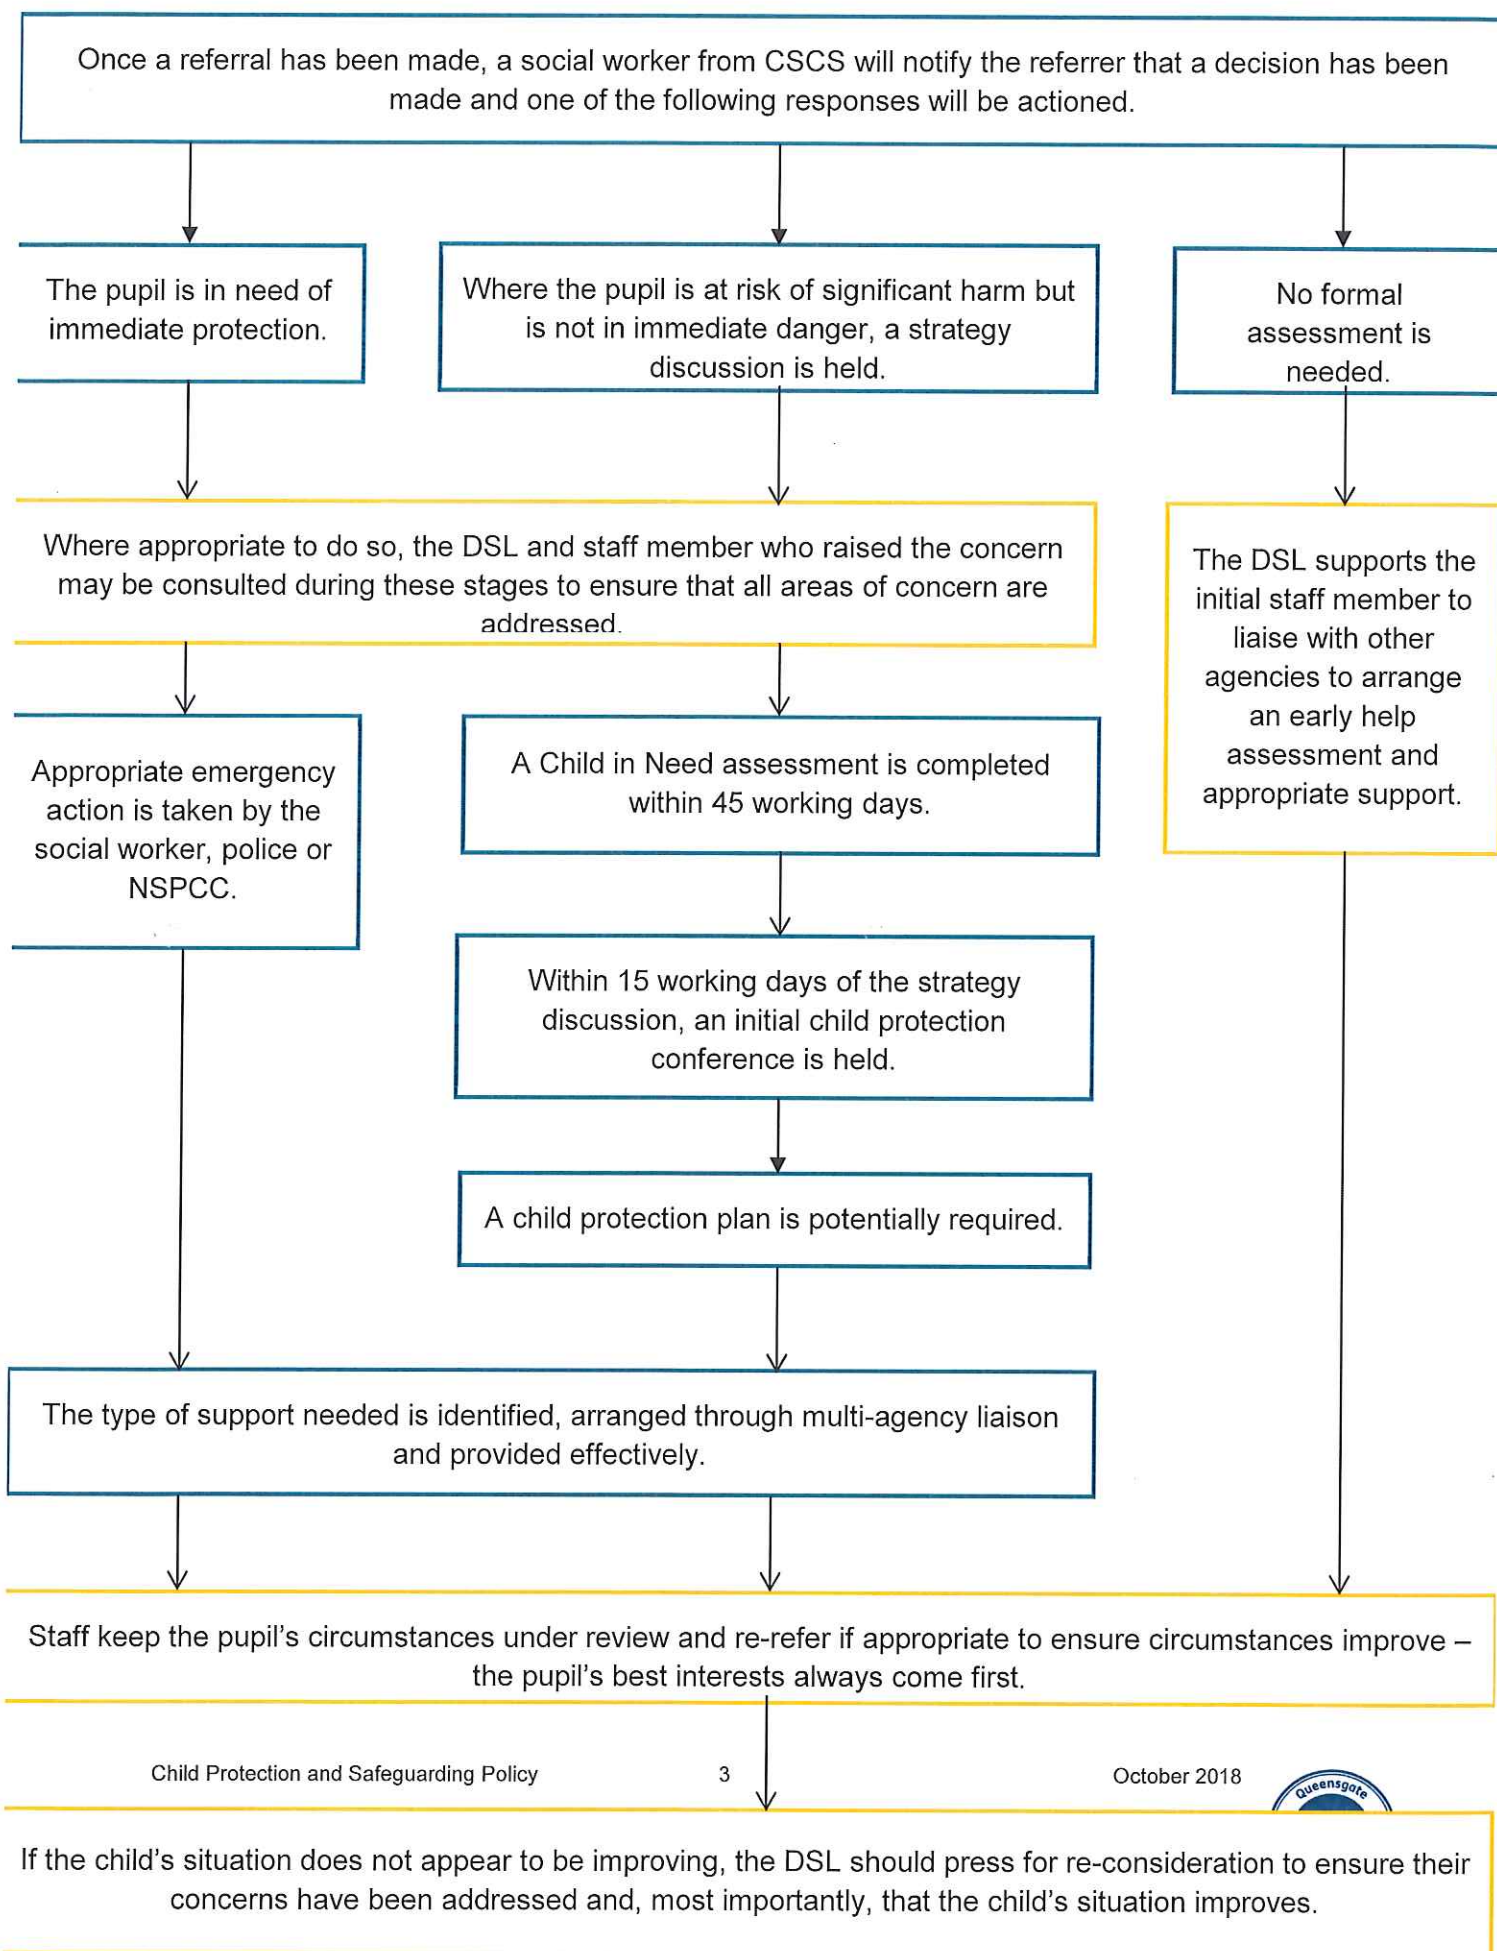 Once a referral has been made, a social worker from CSCS will notify the referrer that a decision has been
made and one of the following responses will be actioned.
The pupil is in need of
immediate protection.
Where the pupil is at risk of significant harm but
is not in immediate danger, a strategy
discussion is held.
No formal
assessment is
needed.
Where appropriate to do so, the DSL and staff member who raised the concern
may be consulted during these stages to ensure that all areas of concern are
addressed.
The DSL supports the
initial staff member to
liaise with other
agencies to arrange
an early help
assessment and
appropriate support.
Appropriate emergency
action is taken by the
social worker, police or
NSPCC.
A Child in Need assessment is completed
within 45 working days.
Within 15 working days of the strategy
discussion, an initial child protection
conference is held.
A child protection plan is potentially required.
The type of support needed is identified, arranged through multi-agency liaison
and provided effectively.
Staff keep the pupil's circumstances under review and re-refer if appropriate to ensure circumstances improve –
the pupil's best interests always come first.
Child Protection and Safeguarding Policy 3 October 2018
Queensgate
If the child's situation does not appear to be improving, the DSL should press for re-consideration to ensure their
concerns have been addressed and, most importantly, that the child's situation improves.